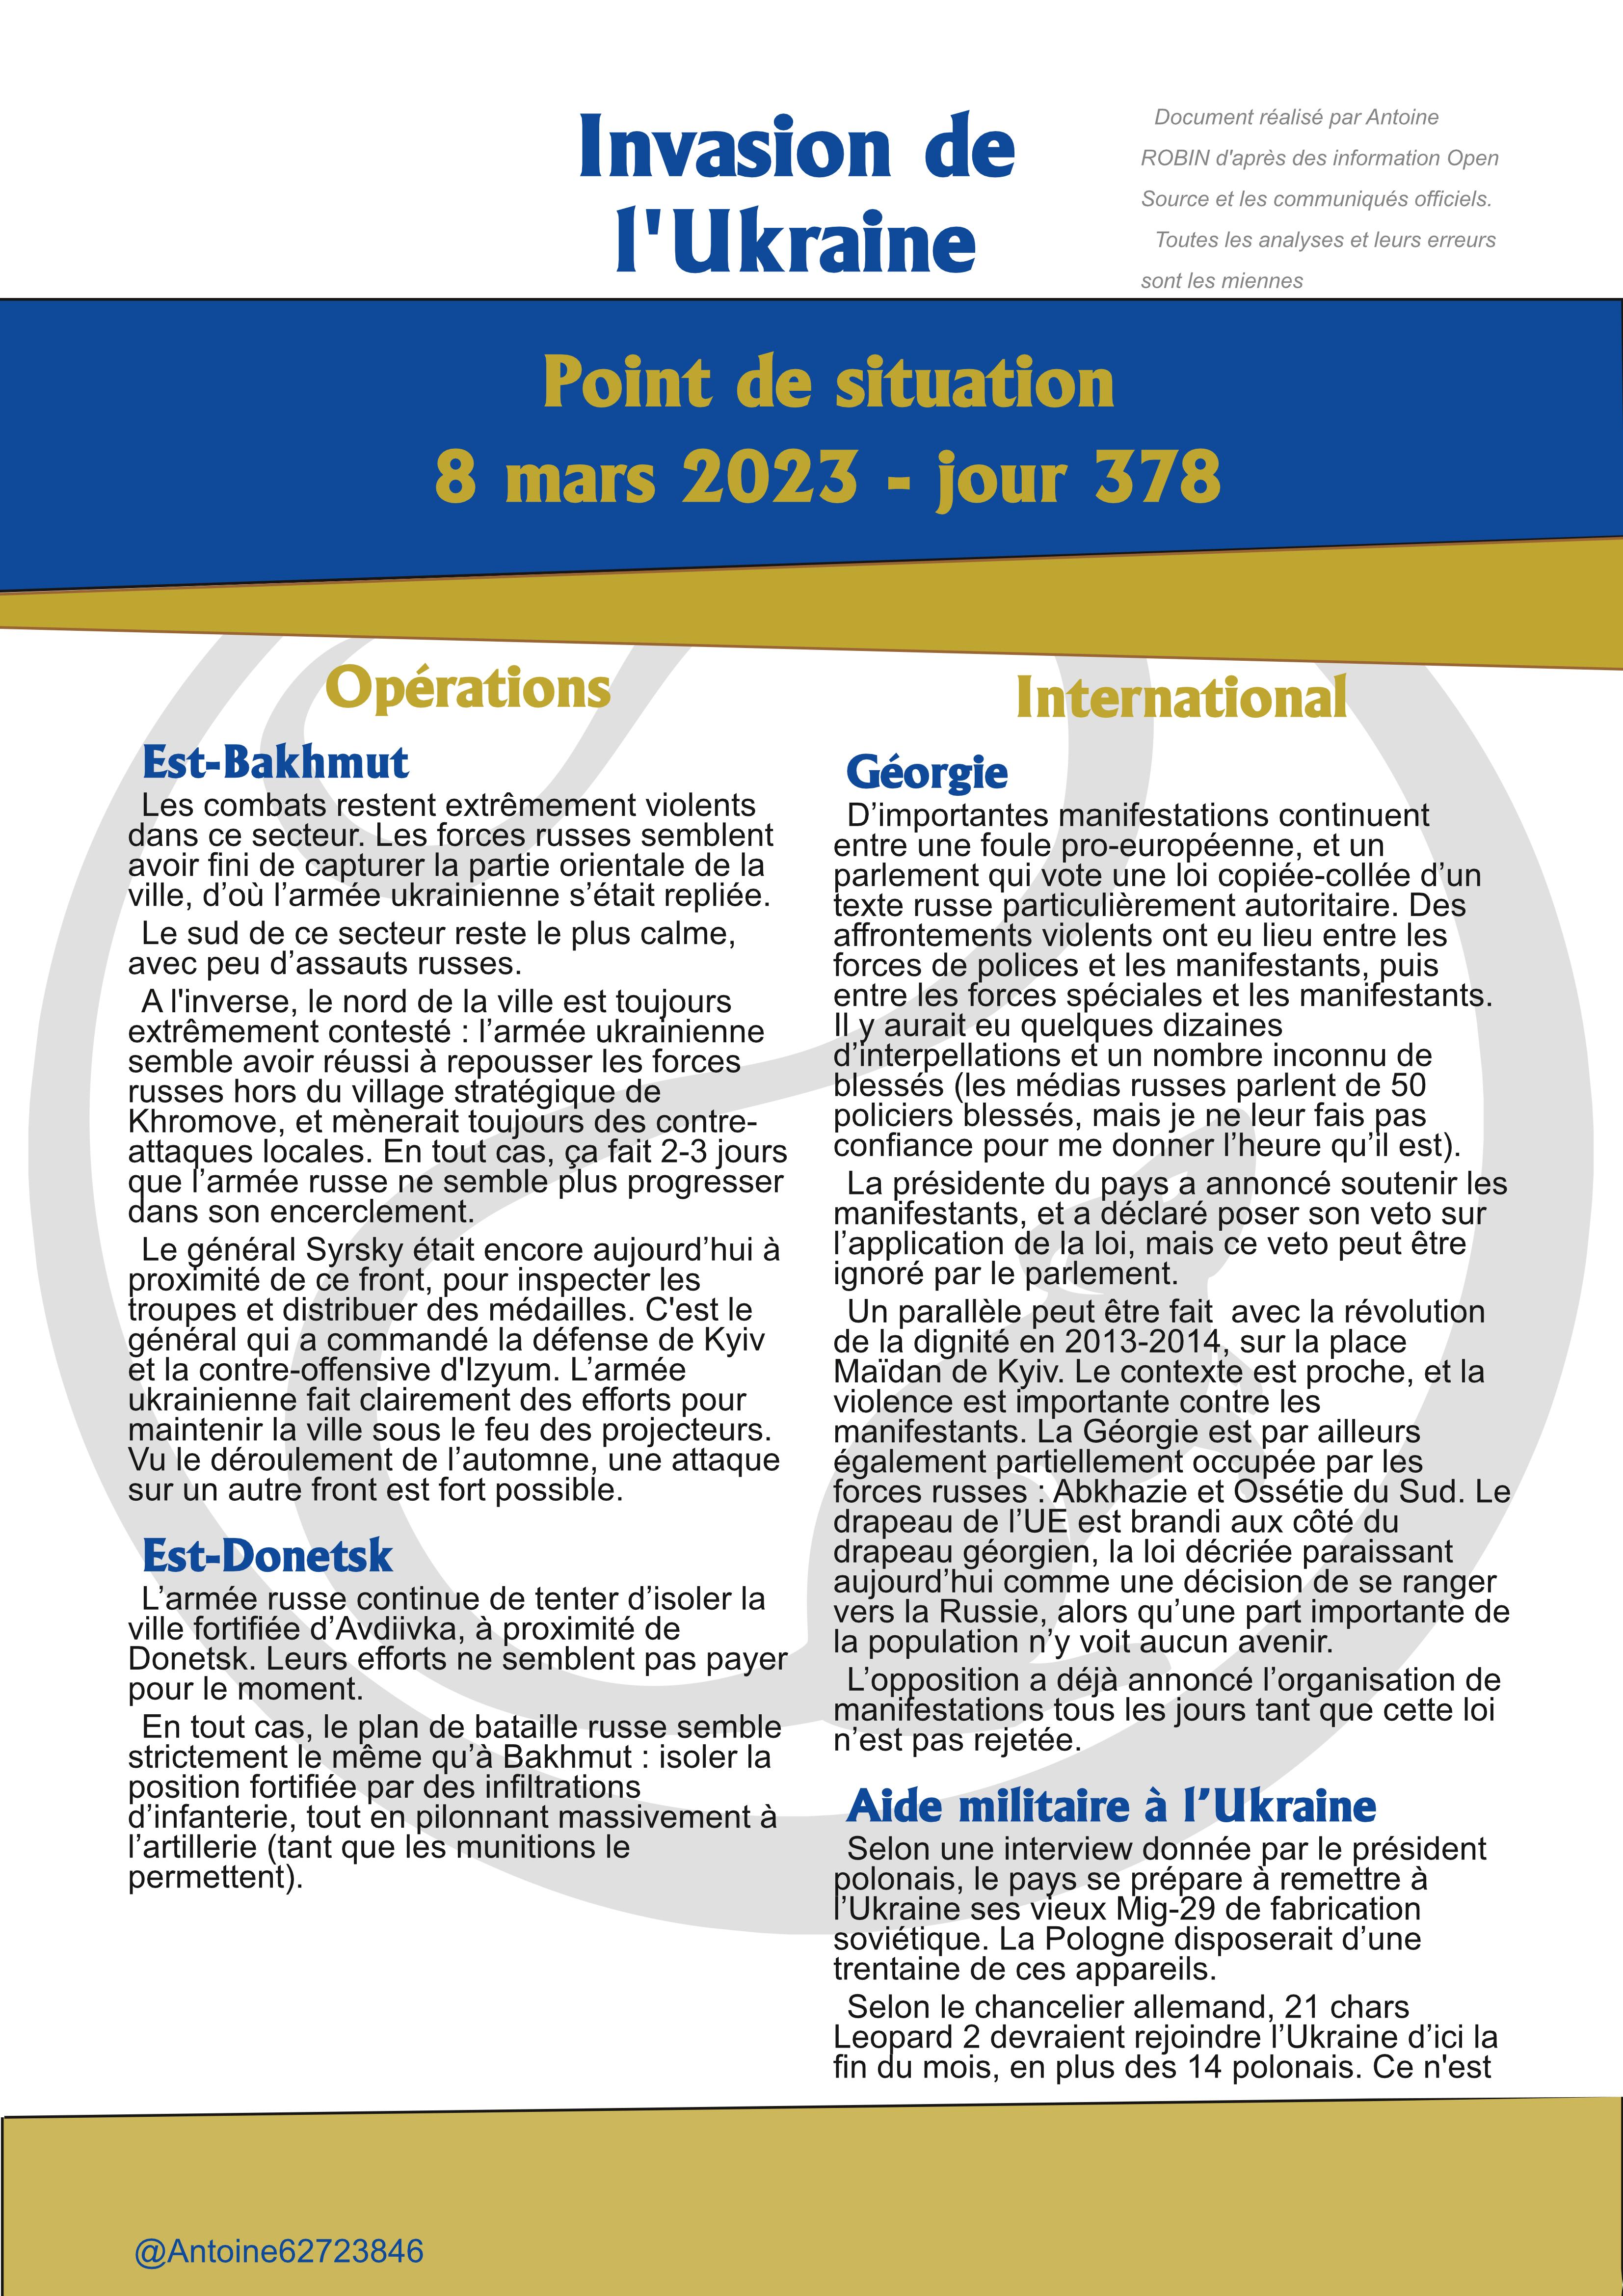 Invasion de
l'Ukraine
Document réalisé par Antoine
ROBIN d'après des information Open
Source et les communiqués officiels.
Toutes les analyses et leurs erreurs
sont les miennes
Point de situation
8 mars 2023 - jour 378
Opérations
Est-Bakhmut
Les combats restent extrêmement violents
dans ce secteur. Les forces russes semblent
avoir fini de capturer la partie orientale de la
ville, d’où l’armée ukrainienne s’était repliée.
Le sud de ce secteur reste le plus calme,
avec peu d’assauts russes.
A l'inverse, le nord de la ville est toujours
extrêmement contesté : l’armée ukrainienne
semble avoir réussi à repousser les forces
russes hors du village stratégique de
Khromove, et mènerait toujours des contre-
attaques locales. En tout cas, ça fait 2-3 jours
que l’armée russe ne semble plus progresser
dans son encerclement.
Le général Syrsky était encore aujourd’hui à
proximité de ce front, pour inspecter les
troupes et distribuer des médailles. C'est le
général qui a commandé la défense de Kyiv
et la contre-offensive d'Izyum. L’armée
ukrainienne fait clairement des efforts pour
maintenir la ville sous le feu des projecteurs.
Vu le déroulement de l’automne, une attaque
sur un autre front est fort possible.
Est-Donetsk
L’armée russe continue de tenter d’isoler la
ville fortifiée d’Avdiivka, à proximité de
Donetsk. Leurs efforts ne semblent pas payer
pour le moment.
En tout cas, le plan de bataille russe semble
strictement le même qu’à Bakhmut : isoler la
position fortifiée par des infiltrations
d’infanterie, tout en pilonnant massivement à
l’artillerie (tant que les munitions le
permettent).
International
Géorgie
D’importantes manifestations continuent
entre une foule pro-européenne, et un
parlement qui vote une loi copiée-collée d’un
texte russe particulièrement autoritaire. Des
affrontements violents ont eu lieu entre les
forces de polices et les manifestants, puis
entre les forces spéciales et les manifestants.
Il y aurait eu quelques dizaines
d’interpellations et un nombre inconnu de
blessés (les médias russes parlent de 50
policiers blessés, mais je ne leur fais pas
confiance pour me donner l’heure qu’il est).
La présidente du pays a annoncé soutenir les
manifestants, et a déclaré poser son veto sur
l’application de la loi, mais ce veto peut être
ignoré par le parlement.
Un parallèle peut être fait  avec la révolution
de la dignité en 2013-2014, sur la place
Maïdan de Kyiv. Le contexte est proche, et la
violence est importante contre les
manifestants. La Géorgie est par ailleurs
également partiellement occupée par les
forces russes : Abkhazie et Ossétie du Sud. Le
drapeau de l’UE est brandi aux côté du
drapeau géorgien, la loi décriée paraissant
aujourd’hui comme une décision de se ranger
vers la Russie, alors qu’une part importante de
la population n’y voit aucun avenir.
L’opposition a déjà annoncé l’organisation de
manifestations tous les jours tant que cette loi
n’est pas rejetée.
Aide militaire à l’Ukraine
Selon une interview donnée par le président
polonais, le pays se prépare à remettre à
l’Ukraine ses vieux Mig-29 de fabrication
soviétique. La Pologne disposerait d’une
trentaine de ces appareils.
Selon le chancelier allemand, 21 chars
Leopard 2 devraient rejoindre l’Ukraine d’ici la
fin du mois, en plus des 14 polonais. Ce n'est
@Antoine62723846